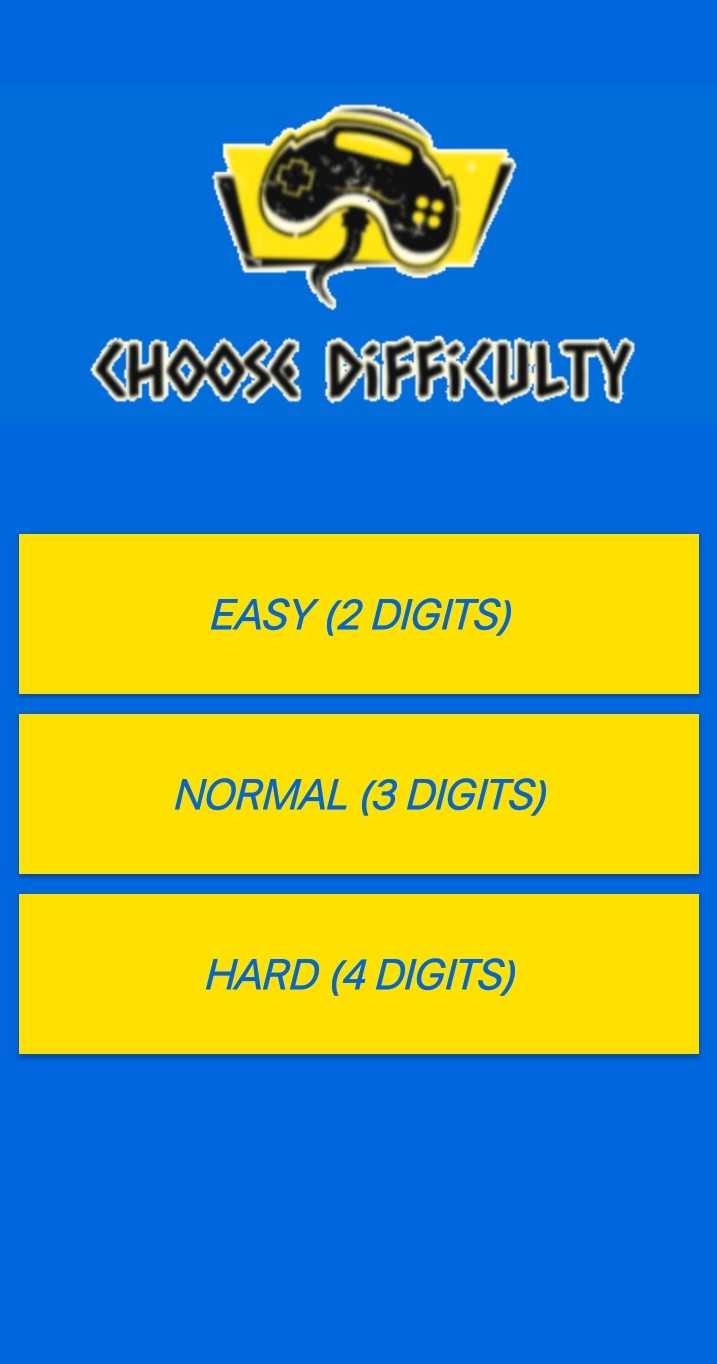 CHOOSE DiFFiCULTY
EASY (2 DIGITS)
NORMAL (3 DIGITS)
HARD (4 DIGITS)